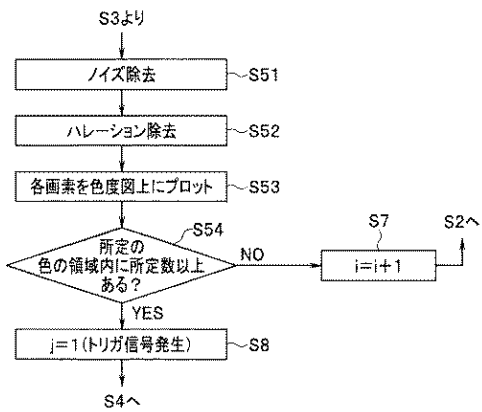 S3より
ノイズ除去
S51
ハレーション除去
S52
各画素を色度図上にプロット
S53
S54
所定の
色の領域内に所定数以上
ある?
NO
S7
i=i+1
S2へ
YES
j=1(トリガ信号発生)
S8
S4へ